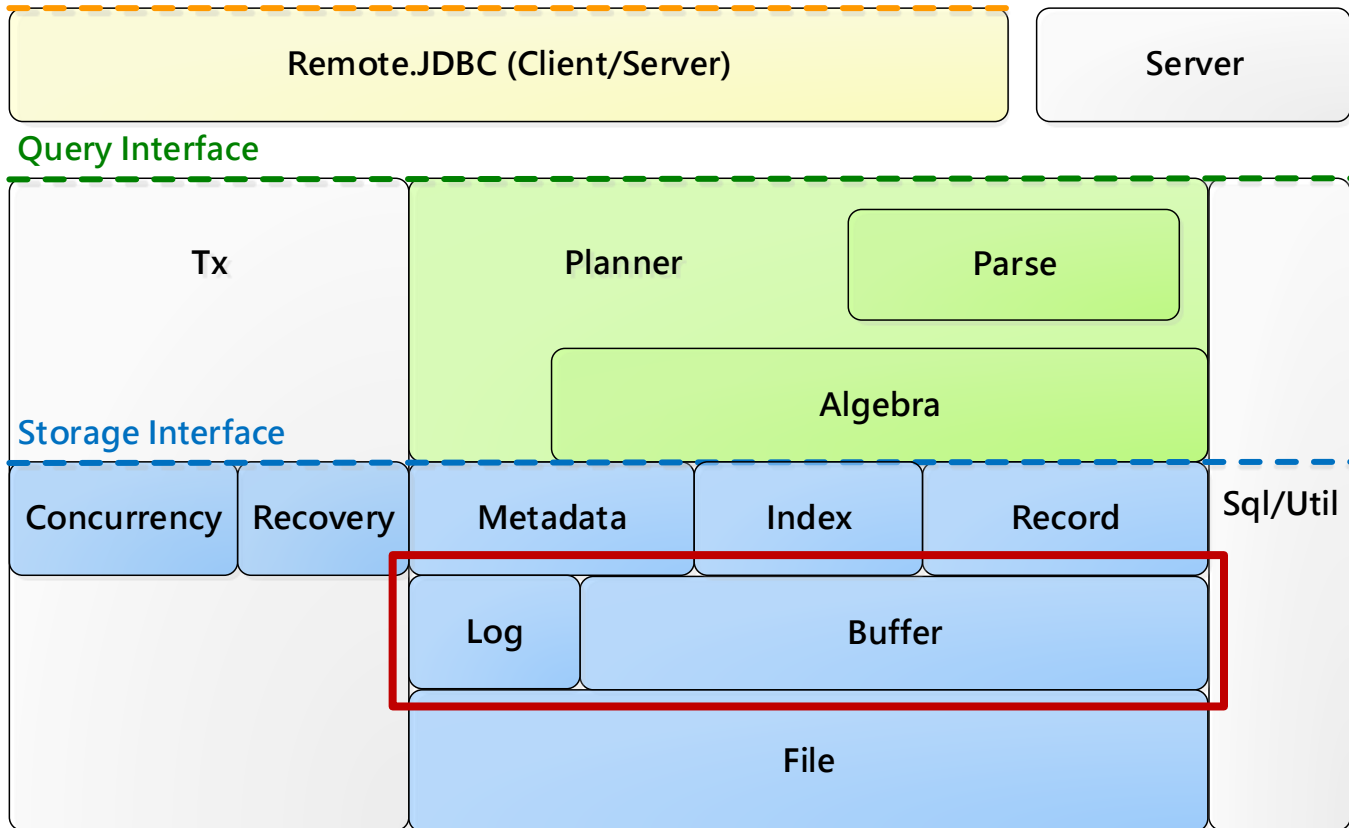 Remote.JDBC (Client/Server)
Server
Query Interface
Tx
Planner
Parse
Algebra
Storage Interface
Concurrency
Recovery
Metadata
Index
Record
Sql/Util
Log
Buffer
File